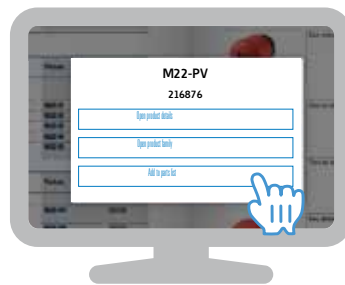 M22-PV
216876
Open product details
Open product family
Add to parts list